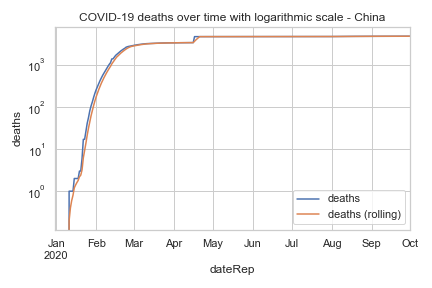 COVID-19 deaths over time with logarithmic scale - China
deaths
10³
10²
10¹
10⁰
deaths
deaths (rolling)
Jan Feb Mar Apr May Jun Jul Aug Sep Oct
2020
dateRep